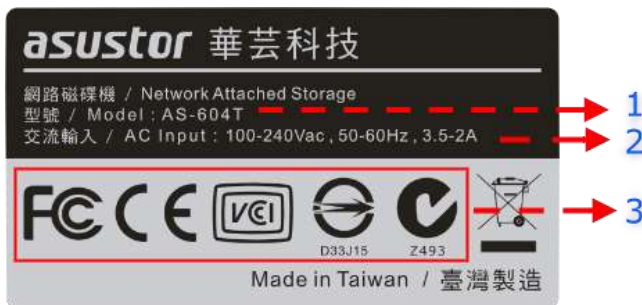 asustor 華芸科技
網路磁碟機 / Network Attached Storage
型號 / Model : AS-604T
1
交流輸入 / AC Input : 100-240Vac , 50-60Hz , 3.5-2A
2
FC CE VCI
D33J15 Z493
3
Made in Taiwan / 臺灣製造